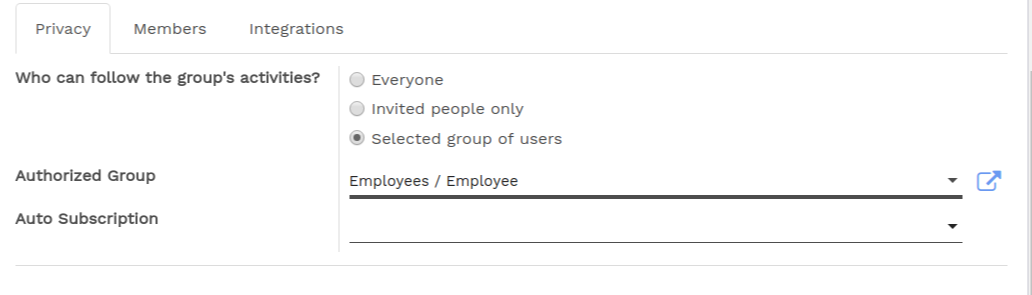 Privacy Members Integrations
Who can follow the group's activities?
Everyone
Invited people only
Selected group of users
Authorized Group
Employees / Employee
Auto Subscription